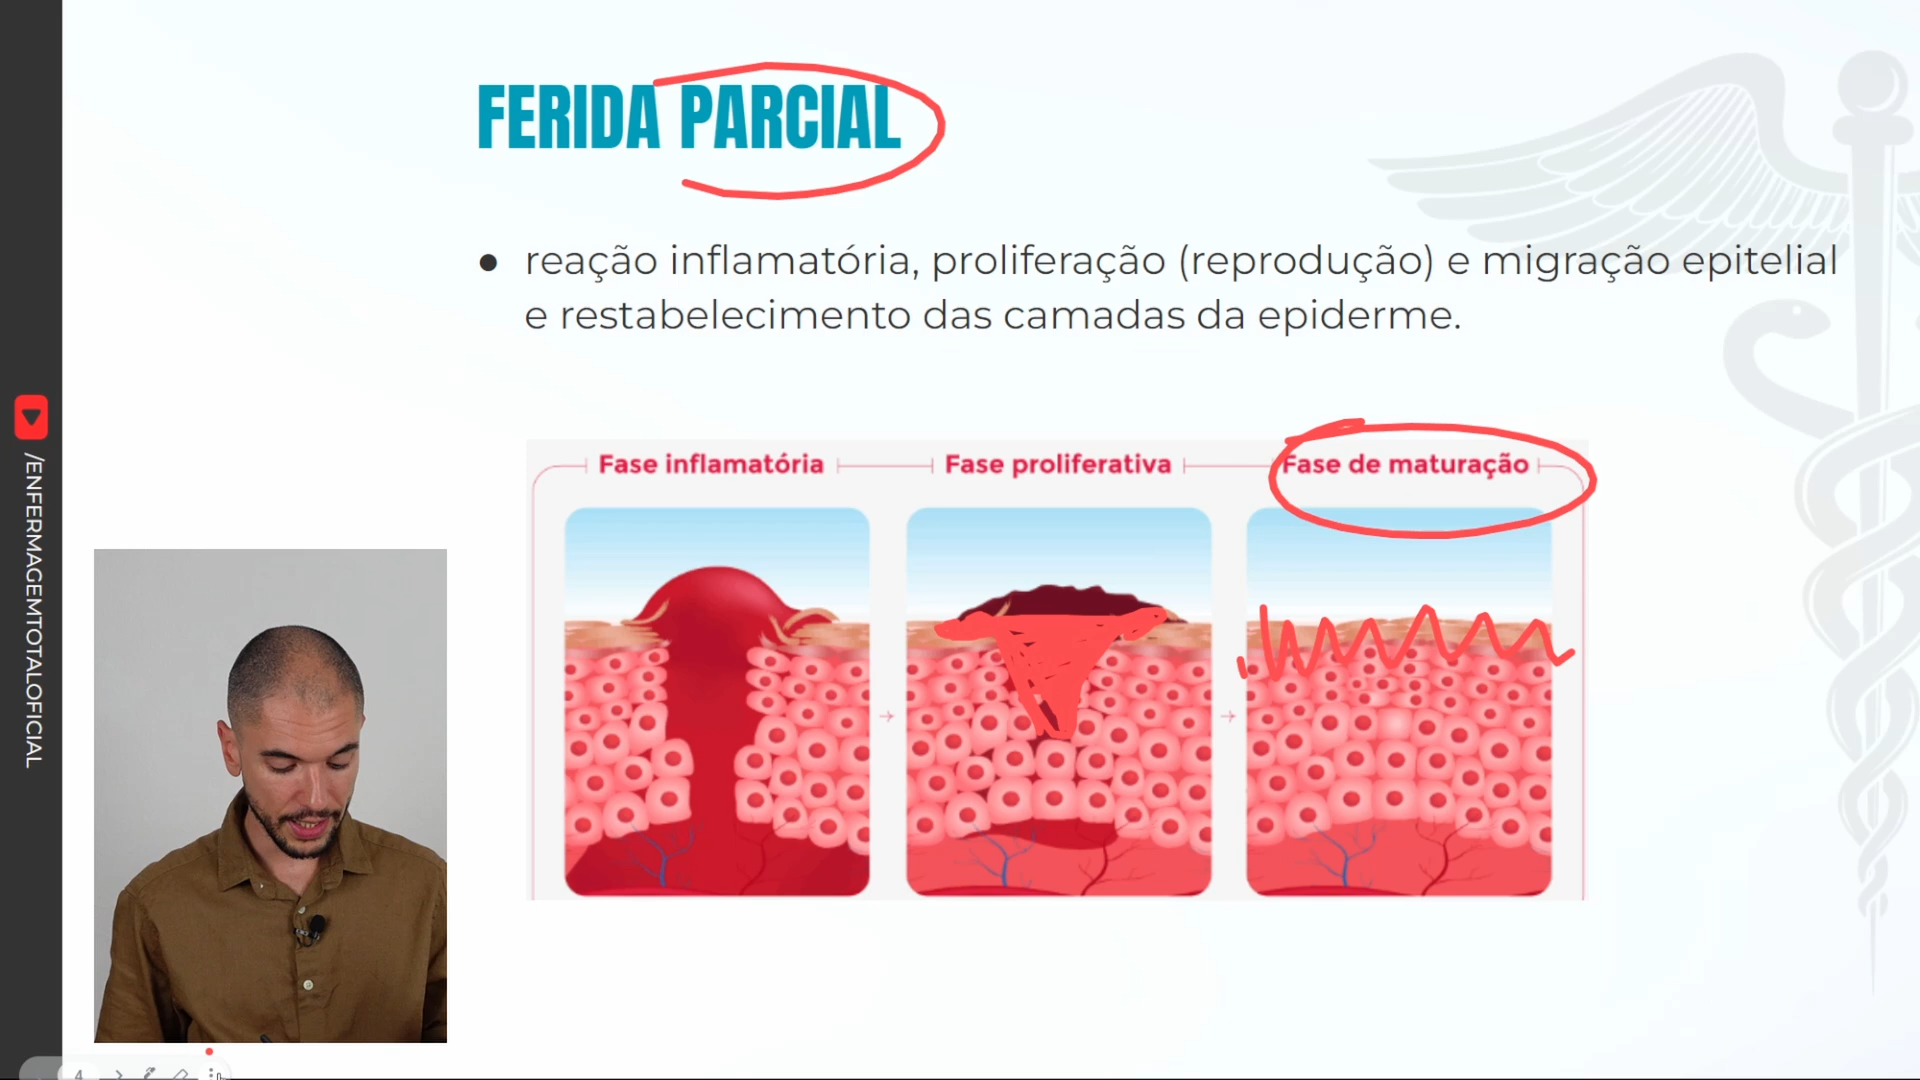 FERIDA PARCIAL
● reação inflamatória, proliferação (reprodução) e migração epitelial
e restabelecimento das camadas da epiderme.
Fase inflamatória
Fase proliferativa
Fase de maturação
/ENFERMAGEMTOTALOFICIAL
4